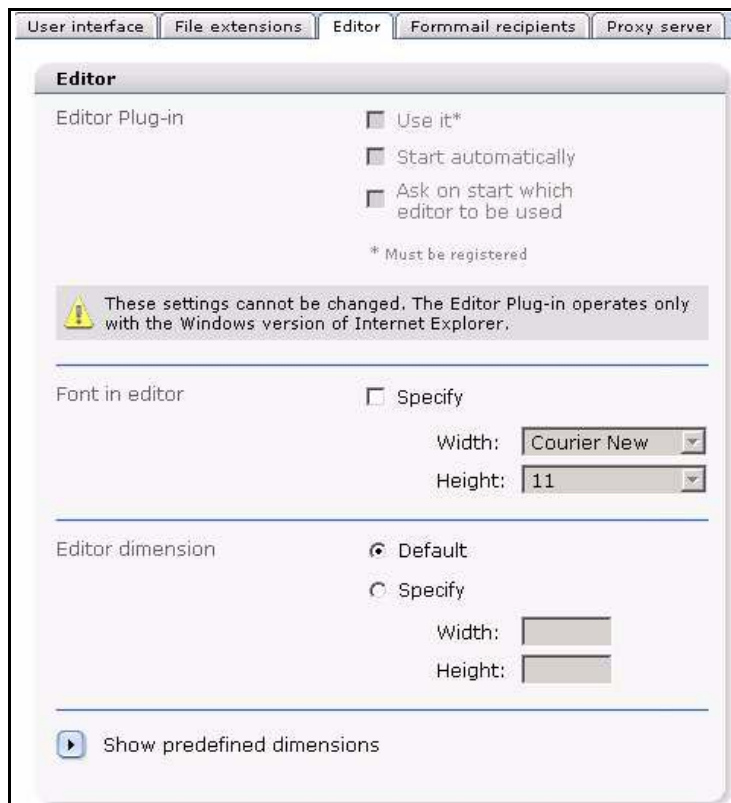 User interface File extensions Editor Formmail recipients Proxy server
Editor
Editor Plug-in
Use it*
Start automatically
Ask on start which
editor to be used
* Must be registered
These settings cannot be changed. The Editor Plug-in operates only
with the Windows version of Internet Explorer.
Font in editor
Specify
Width: Courier New
Height: 11
Editor dimension
Default
Specify
Width:
Height:
Show predefined dimensions